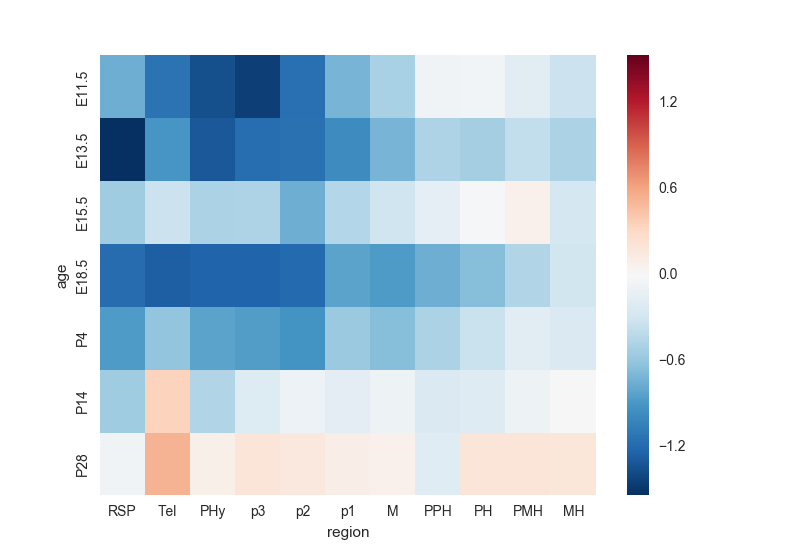 E11.5
E13.5
E15.5
E18.5
P4
P14
P28
age
RSP Tel PHy p3 p2 p1 M PPH PH PMH MH
region
1.2
0.6
0.0
−0.6
−1.2